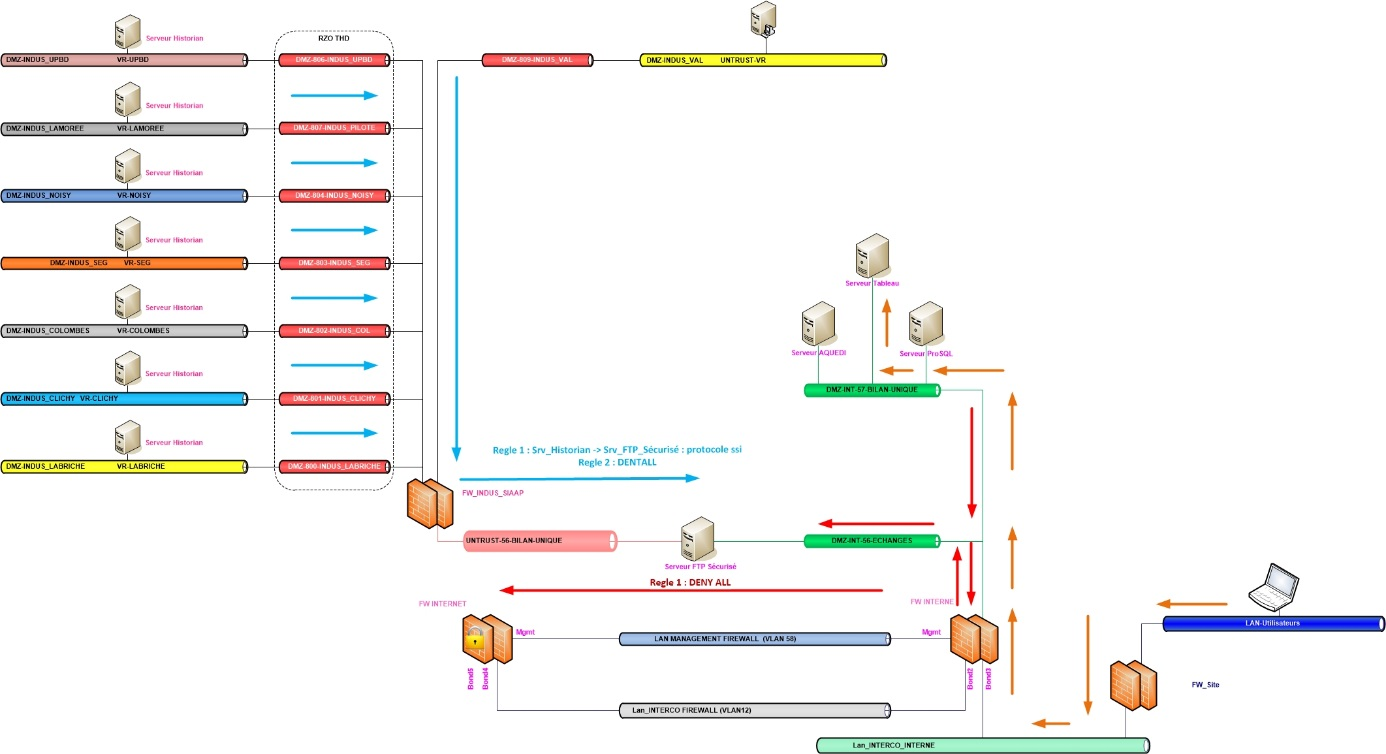 Serveur Historian
DMZ-INDUS_UPBD VR-UPBD
Serveur Historian
DMZ-INDUS_LAMOREE VR-LAMOREE
Serveur Historian
DMZ-INDUS_NOISY VR-NOISY
Serveur Historian
DMZ-INDUS_SEG VR-SEG
Serveur Historian
DMZ-INDUS_COLOMBES VR-COLOMBES
Serveur Historian
DMZ-INDUS_CLICHY VR-CLICHY
Serveur Historian
DMZ-INDUS_LABRICHE VR-LABRICHE
RZO THD
DMZ-806-INDUS_UPBD
DMZ-807-INDUS_PILOTE
DMZ-804-INDUS_NOISY
DMZ-803-INDUS_SEG
DMZ-802-INDUS_COL
DMZ-801-INDUS_CLICHY
DMZ-800-INDUS_LABRICHE
DMZ-809-INDUS_VAL
DMZ-INDUS_VAL UNTRUST-VR
Serveur Tableau
Serveur AQUEDI
Serveur ProSQL
DMZ-INT-57-BILAN-UNIQUE
Regle 1 : Srv_Historian -> Srv_FTP_Sécurisé : protocole ssi
Regle 2 : DENTALL
FW_INDUS_SIAAP
UNTRUST-56-BILAN-UNIQUE
Serveur FTP Sécurisé
DMZ-INT-56-ECHANGES
Regle 1 : DENY ALL
FW INTERNET
FW INTERNE
Mgmt
LAN MANAGEMENT FIREWALL (VLAN 58)
Mgmt
Bond5
Bond4
Bond2
Bond3
Lan_INTERCO FIREWALL (VLAN12)
LAN-Utilisateurs
FW_Site
Lan_INTERCO_INTERNE